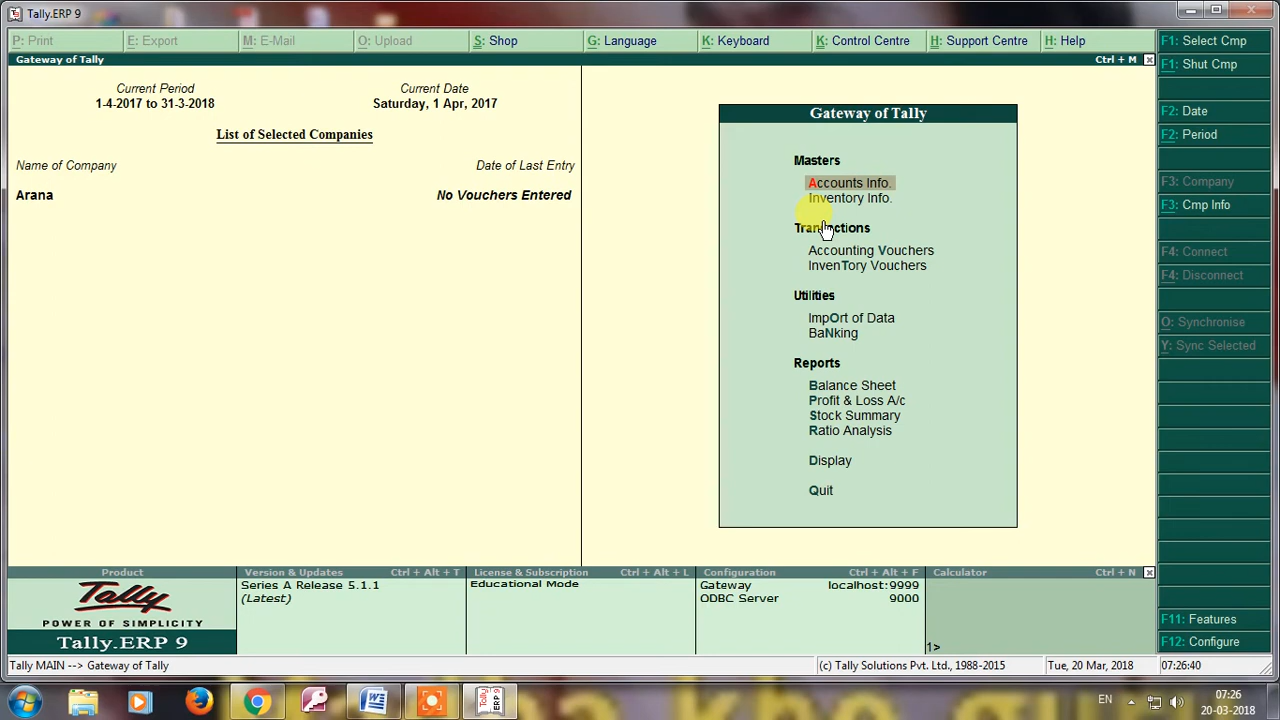 Tally.ERP 9
P: Print
E: Export
M: E-Mail
O: Upload
S: Shop
G: Language
K: Keyboard
K: Control Centre
H: Support Centre
H: Help
Gateway of Tally
Ctrl + M
Current Period
1-4-2017 to 31-3-2018
Current Date
Saturday, 1 Apr, 2017
List of Selected Companies
Name of Company
Date of Last Entry
Arana
No Vouchers Entered
Gateway of Tally
Masters
Accounts Info.
Inventory Info.
Transactions
Accounting Vouchers
InvenTory Vouchers
Utilities
ImpOrt of Data
BaNking
Reports
Balance Sheet
Profit & Loss A/c
Stock Summary
Ratio Analysis
Display
Quit
F1: Select Cmp
F1: Shut Cmp
F2: Date
F2: Period
F3: Company
F3: Cmp Info
F4: Connect
F4: Disconnect
O: Synchronise
Y: Sync Selected
F11: Features
F12: Configure
Product
Tally
POWER OF SIMPLICITY
Tally.ERP 9
Version & Updates
Ctrl + Alt + T
Series A Release 5.1.1
(Latest)
License & Subscription
Ctrl + Alt + L
Educational Mode
Configuration
Ctrl + Alt + F
Gateway
localhost:9999
ODBC Server
9000
Calculator
Ctrl + N
1>
Tally MAIN --> Gateway of Tally
(c) Tally Solutions Pvt. Ltd., 1988-2015
Tue, 20 Mar, 2018
07:26:40
EN
07:26
20-03-2018